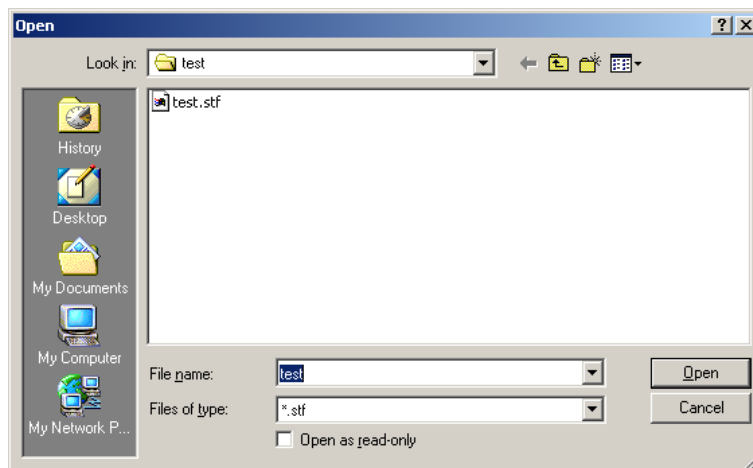 Open
Look in: test
test.stf
History
Desktop
My Documents
My Computer
My Network P...
File name: test
Open
Files of type: *.stf
Cancel
Open as read-only